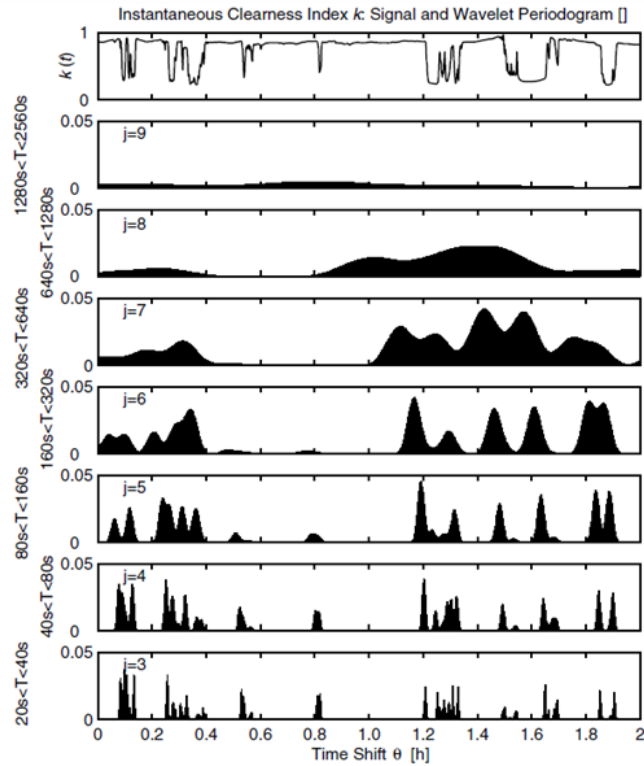 Instantaneous Clearness Index k: Signal and Wavelet Periodogram []
k (t)
1
0
1280s<T<2560s
0.05
j=9
0
640s<T<1280s
0.05
j=8
0
320s<T<640s
0.05
j=7
0
160s<T<320s
0.05
j=6
0
80s<T<160s
0.05
j=5
0
40s<T<80s
0.05
j=4
0
20s<T<40s
0.05
j=3
0
0 0.2 0.4 0.6 0.8 1.0 1.2 1.4 1.6 1.8 2
Time Shift θ [h]